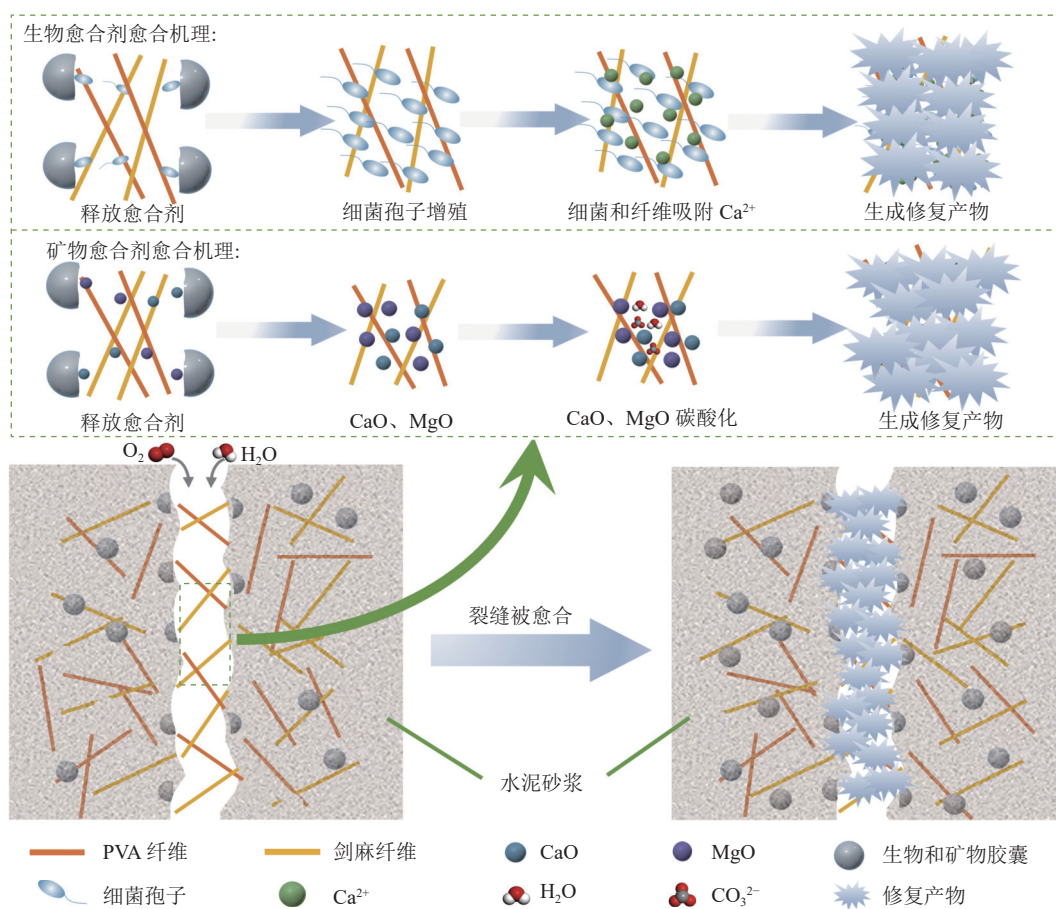 生物愈合剂愈合机理:
释放愈合剂
细菌孢子增殖
细菌和纤维吸附 Ca²⁺
生成修复产物
矿物愈合剂愈合机理:
释放愈合剂
CaO、MgO
CaO、MgO 碳酸化
生成修复产物
O₂
H₂O
裂缝被愈合
水泥砂浆
PVA 纤维
剑麻纤维
CaO
MgO
生物和矿物胶囊
细菌孢子
Ca²⁺
H₂O
CO₃²⁻
修复产物